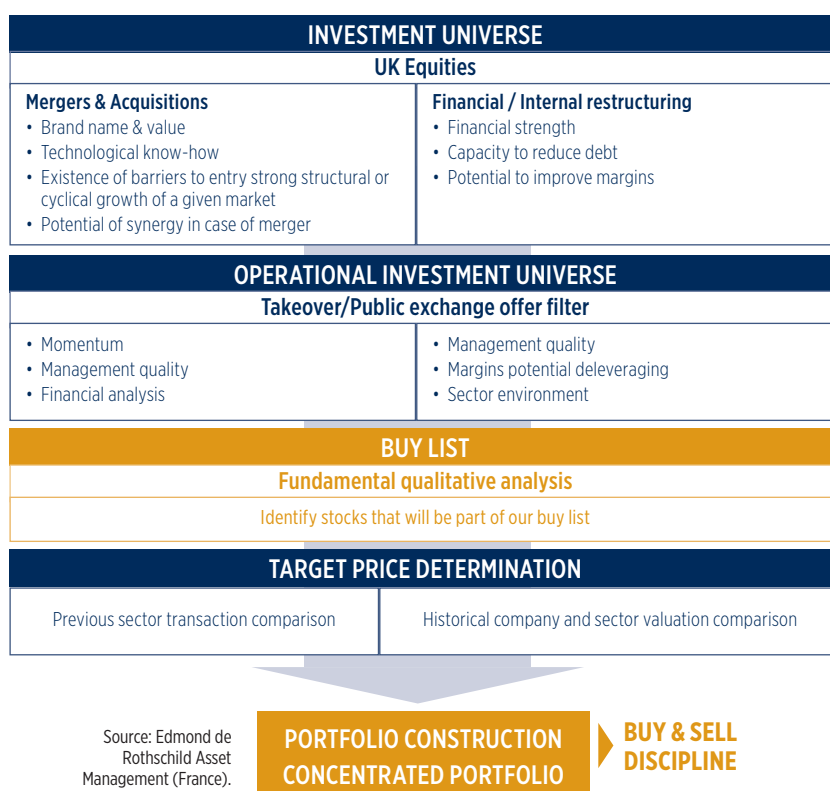 INVESTMENT UNIVERSE
UK Equities
Mergers & Acquisitions
• Brand name & value
• Technological know-how
• Existence of barriers to entry strong structural or
cyclical growth of a given market
• Potential of synergy in case of merger
Financial / Internal restructuring
• Financial strength
• Capacity to reduce debt
• Potential to improve margins
OPERATIONAL INVESTMENT UNIVERSE
Takeover/Public exchange offer filter
• Momentum
• Management quality
• Financial analysis
• Management quality
• Margins potential deleveraging
• Sector environment
BUY LIST
Fundamental qualitative analysis
Identify stocks that will be part of our buy list
TARGET PRICE DETERMINATION
Previous sector transaction comparison
Historical company and sector valuation comparison
Source: Edmond de
Rothschild Asset
Management (France).
PORTFOLIO CONSTRUCTION
CONCENTRATED PORTFOLIO
BUY & SELL
DISCIPLINE